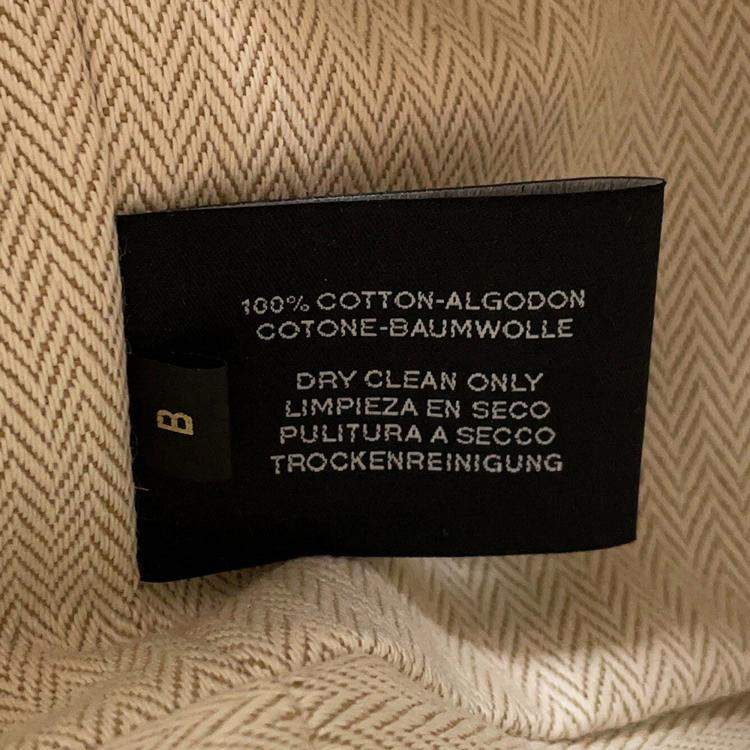 100% COTTON-ALGODON
COTONE-BAUMWOLLE
DRY CLEAN ONLY
LIMPIEZA EN SECO
PULITURA A SECCO
TROCKENREINIGUNG
B